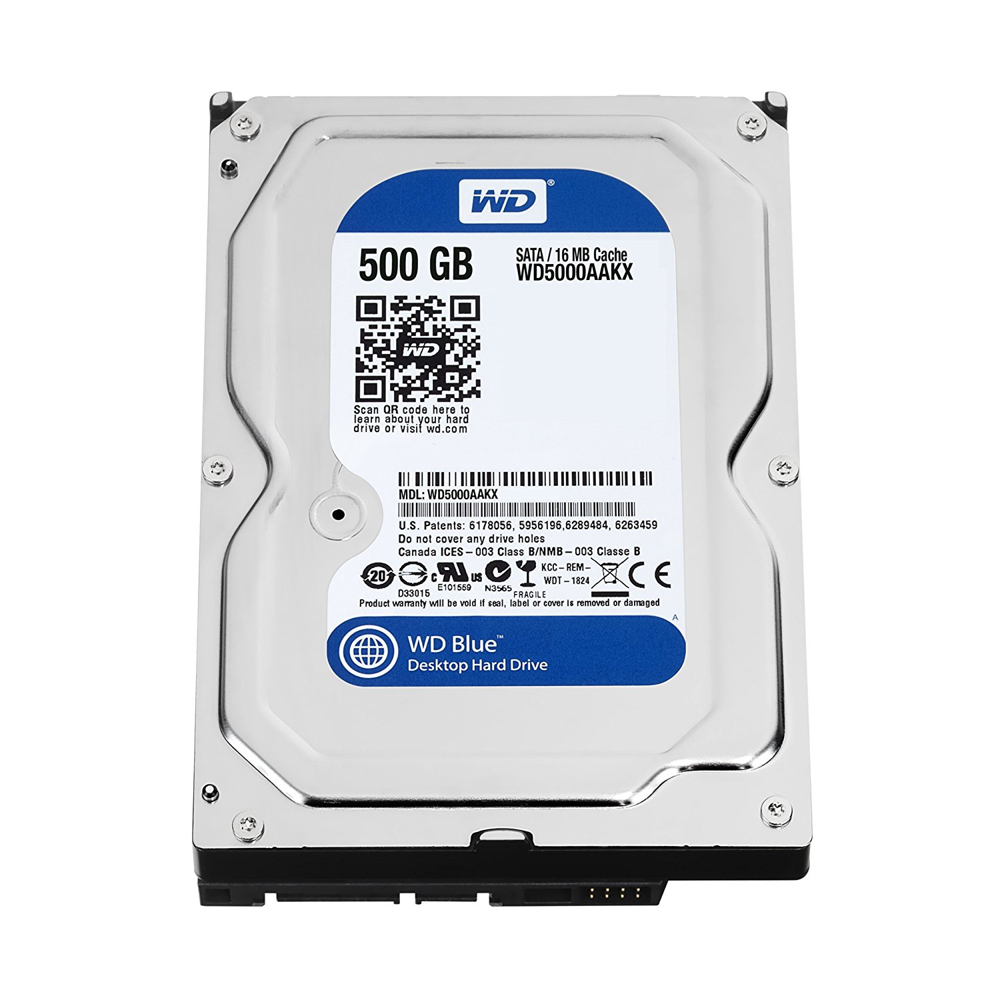 WD®
500 GB
SATA / 16 MB Cache
WD5000AAKX
WD
Scan QR code here to
learn about your hard
drive or visit wd.com
MDL: WD5000AAKX
U.S. Patents: 6178056, 5956196,6289484, 6263459
Do not cover any drive holes
Canada ICES – 003 Class B/NMB – 003 Classe B
20
D33015
c RU US
E101559
N3565
FRAGILE
KCC – REM –
WDT – 1824
CE
Product warranty will be void if seal, label or cover is removed or damaged
A
WD Blue™
Desktop Hard Drive